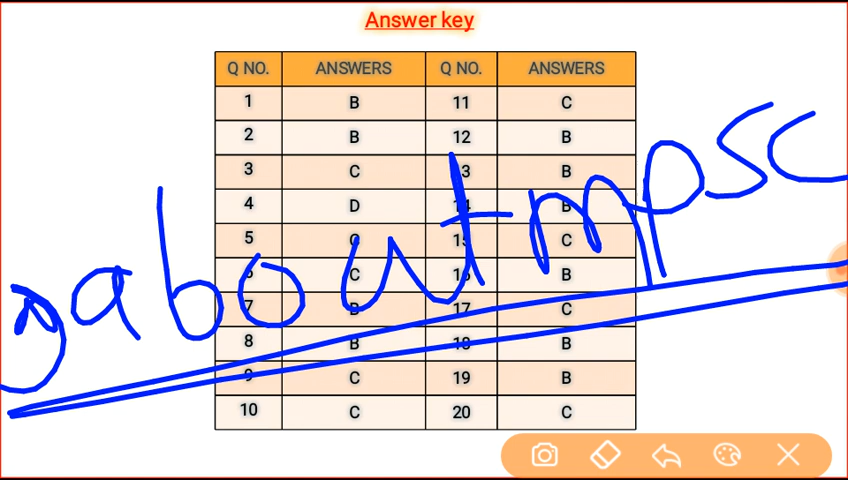 Answer key
Q NO. ANSWERS Q NO. ANSWERS
1 B 11 C
2 B 12 B
3 C 13 B
4 D 14 B
5 C 15 C
6 C 16 B
7 B 17 C
8 B 18 B
9 C 19 B
10 C 20 C
@aboutmpsc